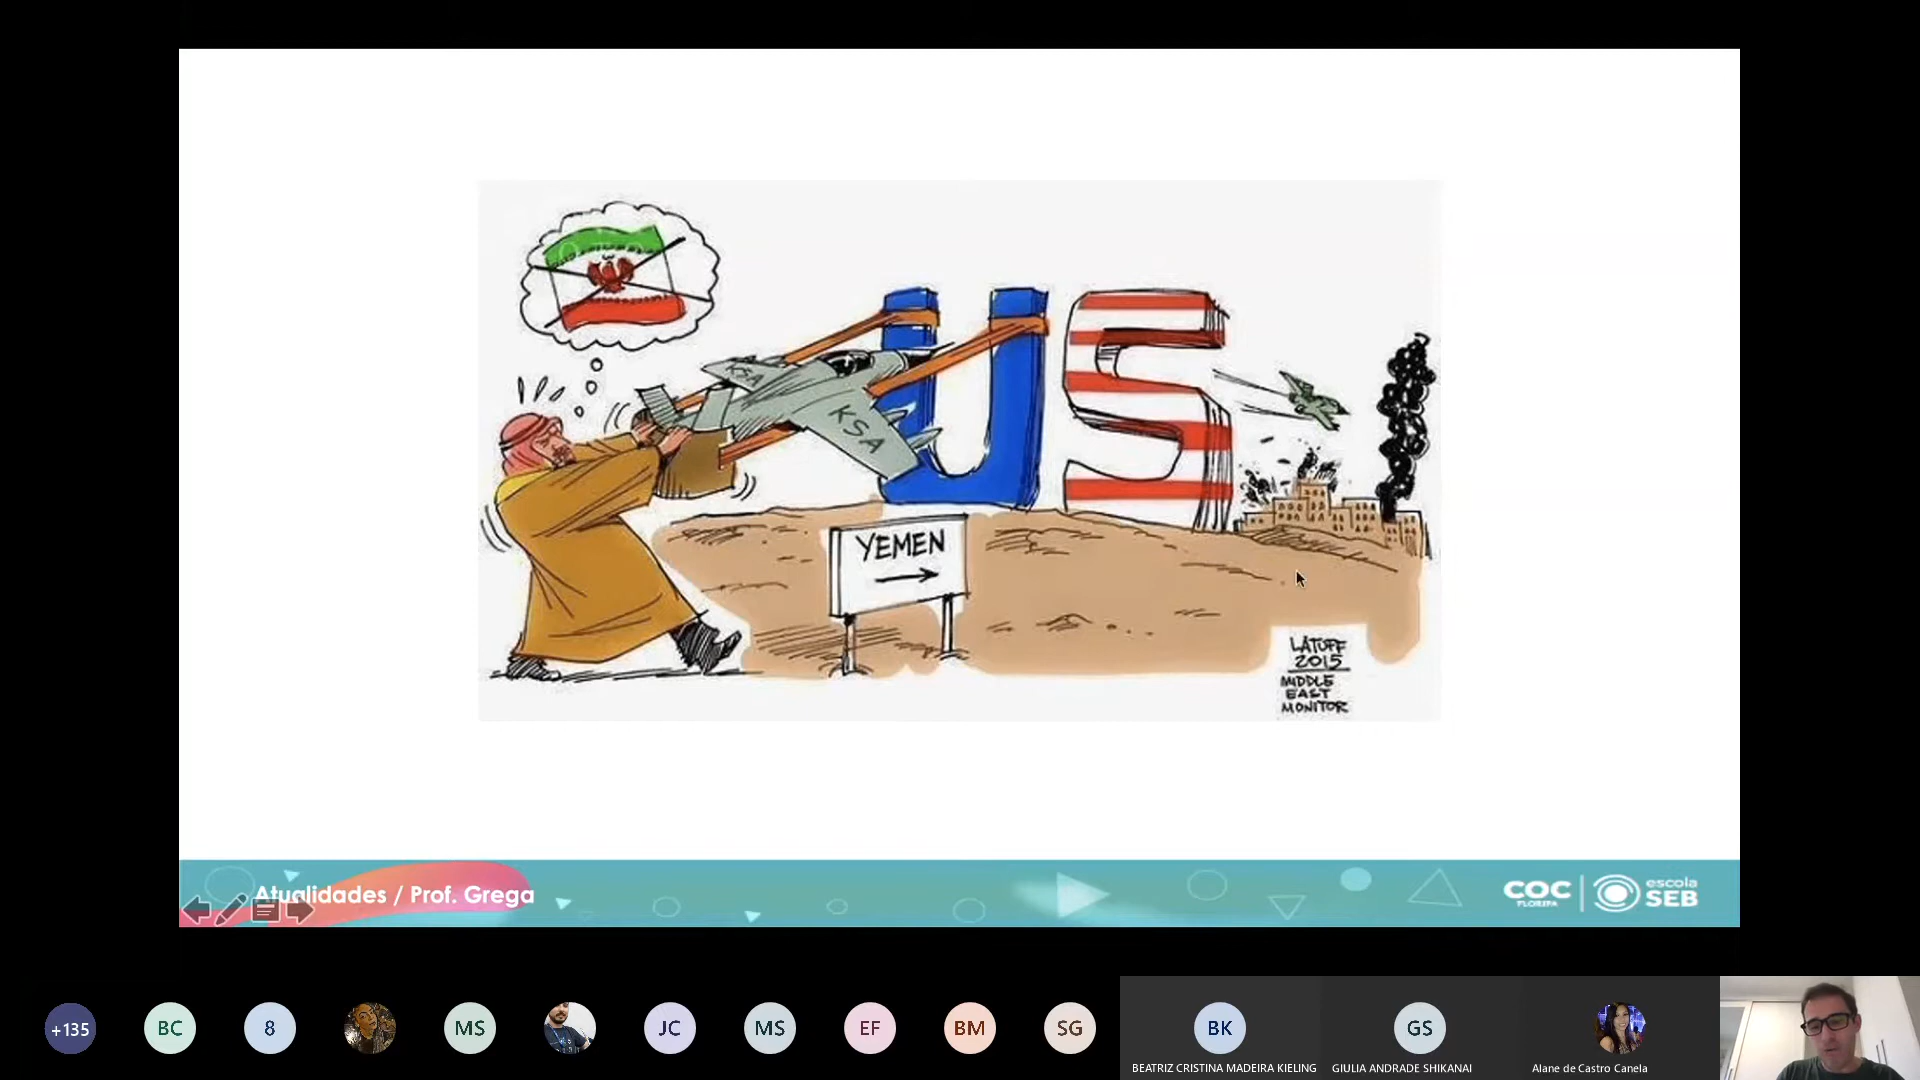 KSA
KSA
US
YEMEN
LATUFF
2015
MIDDLE
EAST
MONITOR
Atualidades / Prof. Grega
COC
FLORIPA
escola
SEB
+135
BC
8
MS
JC
MS
EF
BM
SG
BK
GS
BEATRIZ CRISTINA MADEIRA KIELING
GIULIA ANDRADE SHIKANAI
Alane de Castro Canela